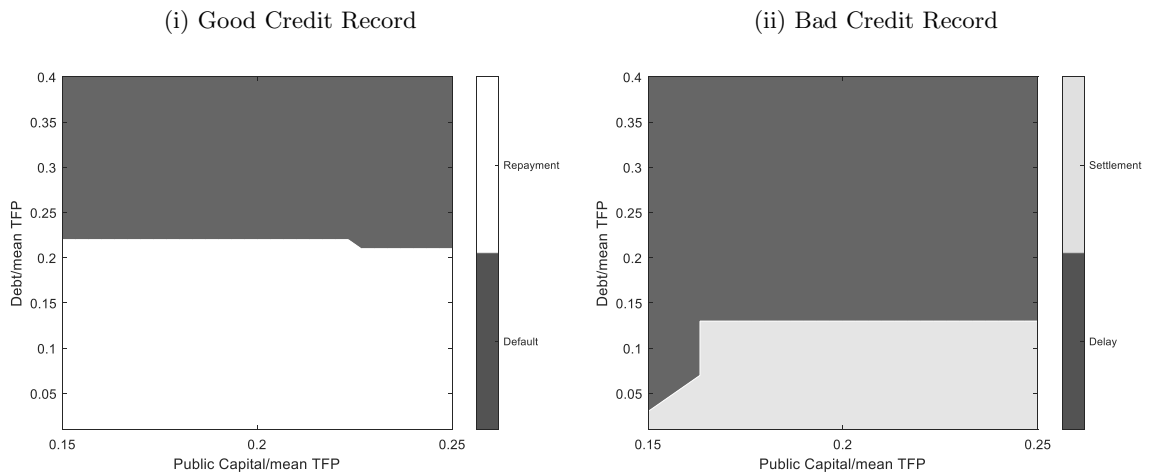 (i) Good Credit Record
0.4
0.35
0.3
0.25
0.2
0.15
0.1
0.05
Debt/mean TFP
0.15
0.2
0.25
Public Capital/mean TFP
Repayment
Default
(ii) Bad Credit Record
0.4
0.35
0.3
0.25
0.2
0.15
0.1
0.05
Debt/mean TFP
0.15
0.2
0.25
Public Capital/mean TFP
Settlement
Delay